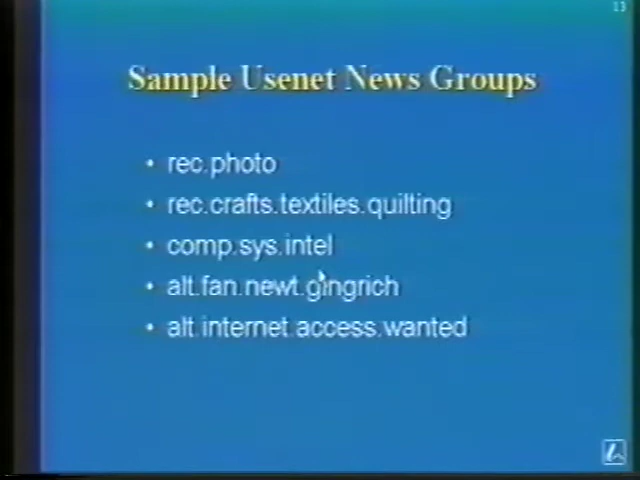 13
Sample Usenet News Groups
• rec.photo
• rec.crafts.textiles.quilting
• comp.sys.intel
• alt.fan.newt.gingrich
• alt.internet.access.wanted